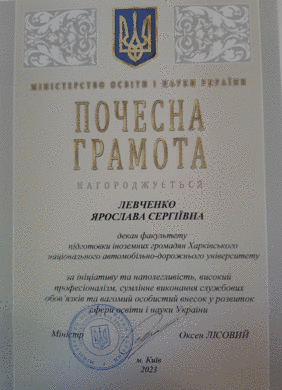 МІНІСТЕРСТВО ОСВІТИ І НАУКИ УКРАЇНИ
ПОЧЕСНА
ГРАМОТА
НАГОРОДЖУЄТЬСЯ
ЛЕВЧЕНКО
ЯРОСЛАВА СЕРГІЇВНА
декан факультету
підготовки іноземних громадян Харківського
національного автомобільно-дорожнього університету
за ініціативу та наполегливість, високий
професіоналізм, сумлінне виконання службових
обов'язків та вагомий особистий внесок у розвиток
сфери освіти і науки України
Міністр Оксен ЛІСОВИЙ
м. Київ
2023